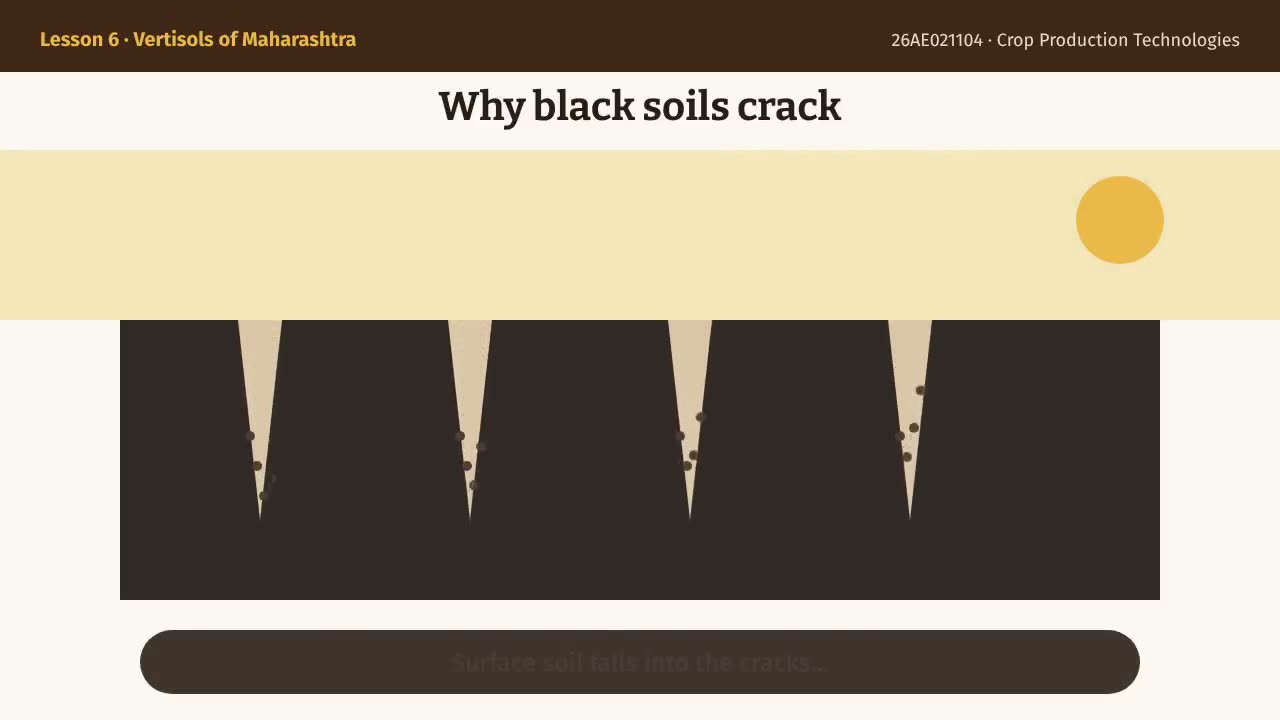 Lesson 6 · Vertisols of Maharashtra
26AE021104 · Crop Production Technologies
Why black soils crack
Surface soil falls into the cracks...